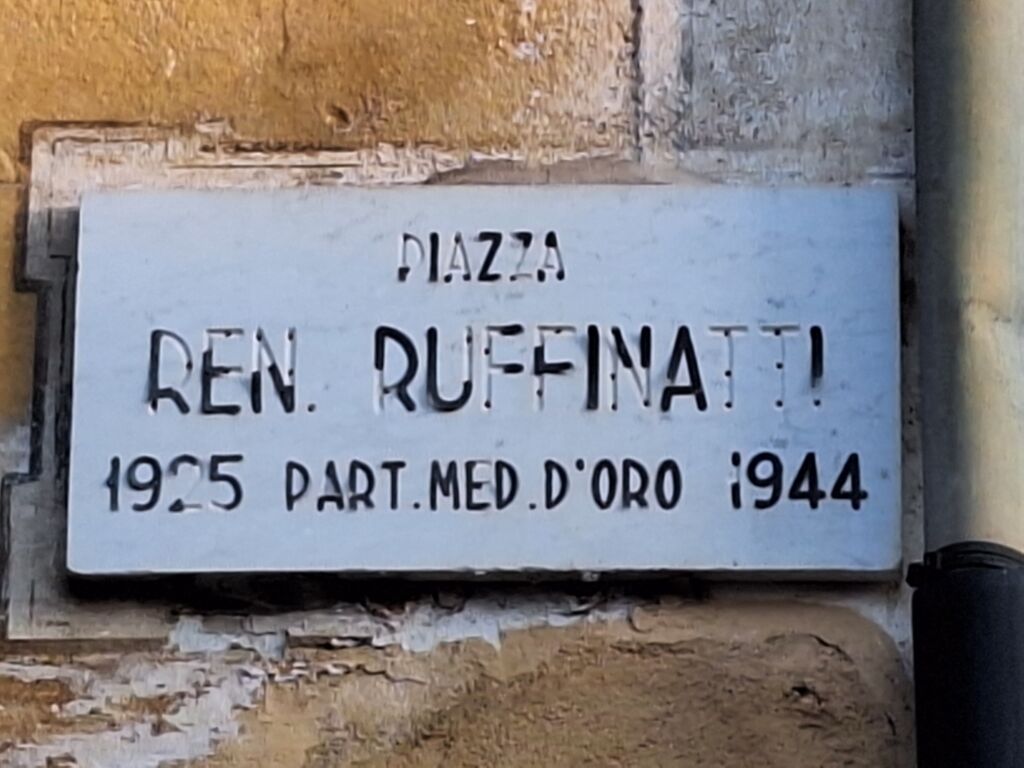 PIAZZA
REN. RUFFINATTI
1925 PART. MED. D'ORO 1944